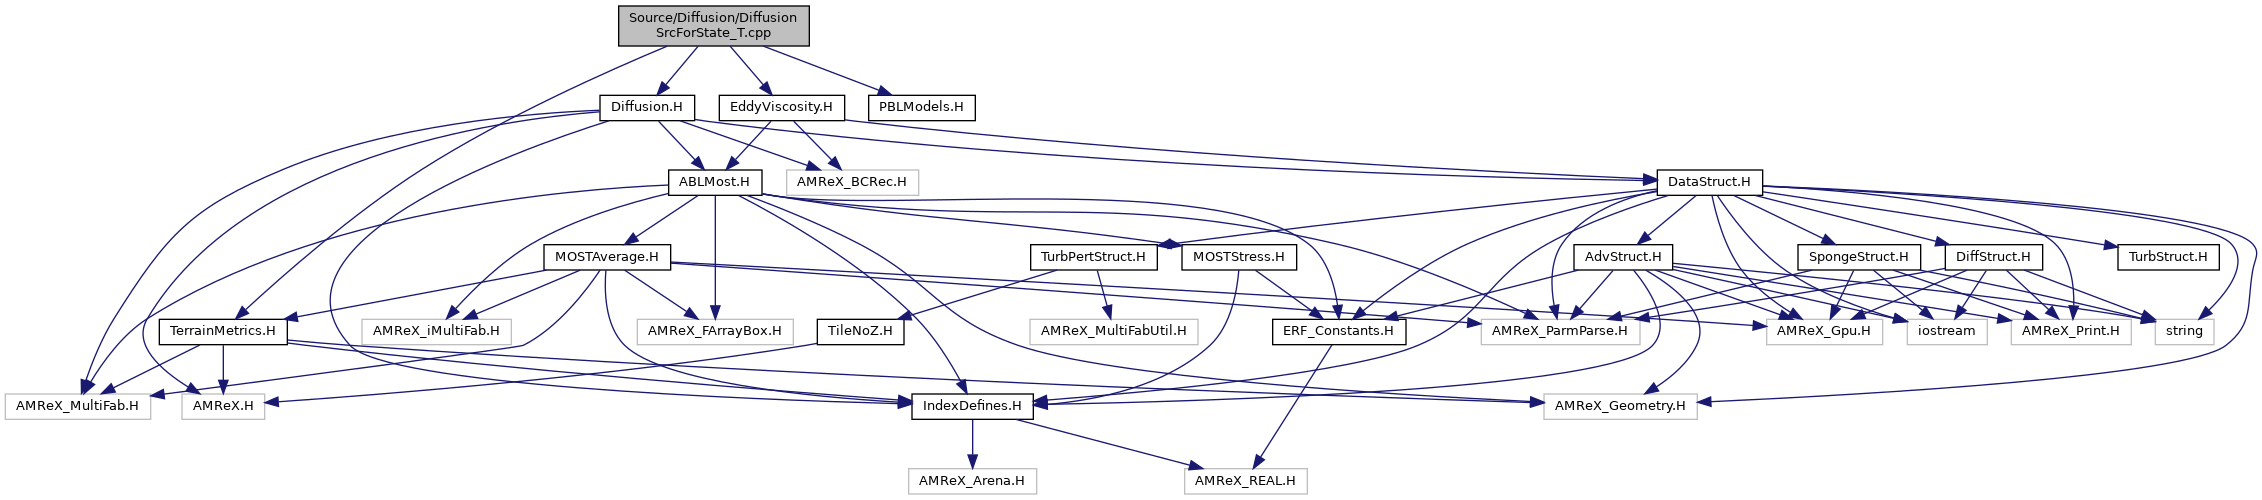 Source/Diffusion/Diffusion
SrcForState_T.cpp
Diffusion.H
EddyViscosity.H
PBLModels.H
ABLMost.H
AMReX_BCRec.H
DataStruct.H
MOSTAverage.H
TurbPertStruct.H
MOSTStress.H
AdvStruct.H
SpongeStruct.H
DiffStruct.H
TurbStruct.H
TerrainMetrics.H
AMReX_iMultiFab.H
AMReX_FArrayBox.H
TileNoZ.H
AMReX_MultiFabUtil.H
ERF_Constants.H
AMReX_ParmParse.H
AMReX_Gpu.H
iostream
AMReX_Print.H
string
AMReX_MultiFab.H
AMReX.H
IndexDefines.H
AMReX_Geometry.H
AMReX_Arena.H
AMReX_REAL.H